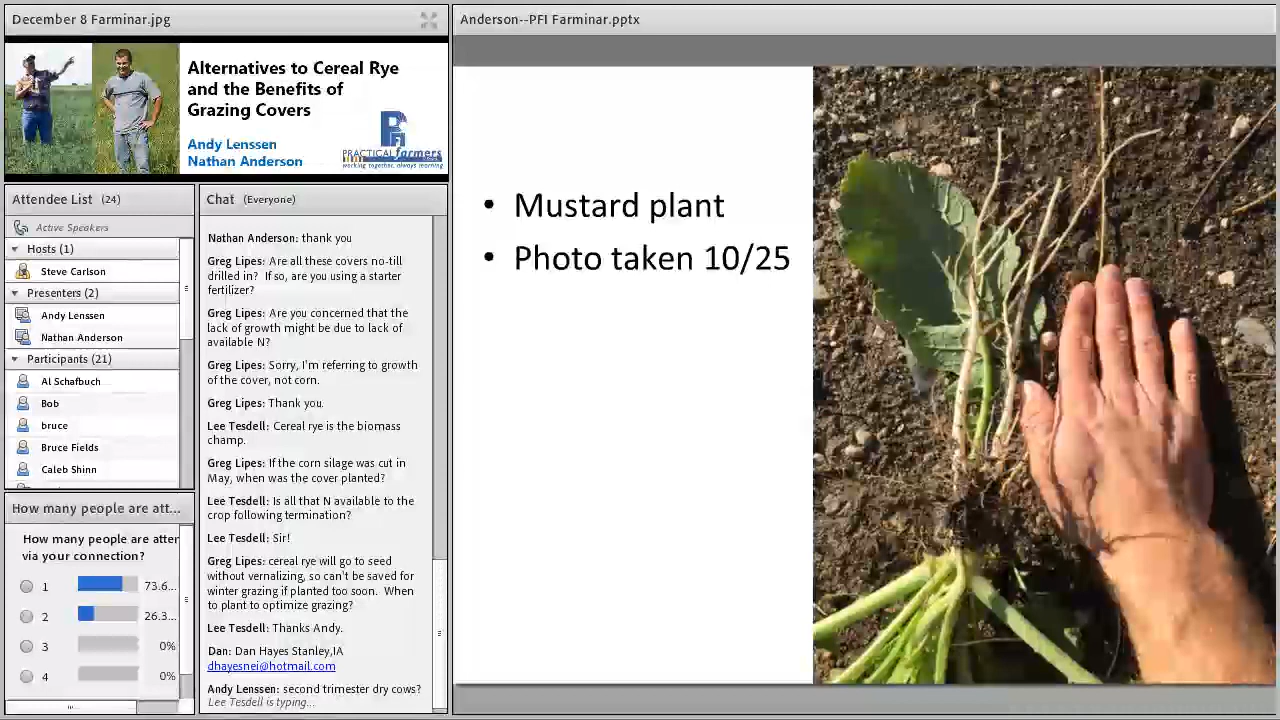 December 8 Farminar.jpg
Alternatives to Cereal Rye
and the Benefits of
Grazing Covers
Andy Lenssen
Nathan Anderson
PRACTICAL farmers
working together, always learning
Attendee List (24)
Active Speakers
Hosts (1)
Steve Carlson
Presenters (2)
Andy Lenssen
Nathan Anderson
Participants (21)
Al Schafbuch
Bob
bruce
Bruce Fields
Caleb Shinn
How many people are att...
How many people are atter
via your connection?
1 73.6...
2 26.3...
3 0%
4 0%
Chat (Everyone)
Nathan Anderson: thank you
Greg Lipes: Are all these covers no-till
drilled in? If so, are you using a starter
fertilizer?
Greg Lipes: Are you concerned that the
lack of growth might be due to lack of
available N?
Greg Lipes: Sorry, I'm referring to growth
of the cover, not corn.
Greg Lipes: Thank you.
Lee Tesdell: Cereal rye is the biomass
champ.
Greg Lipes: If the corn silage was cut in
May, when was the cover planted?
Lee Tesdell: Is all that N available to the
crop following termination?
Lee Tesdell: Sir!
Greg Lipes: cereal rye will go to seed
without vernalizing, so can't be saved for
winter grazing if planted too soon. When
to plant to optimize grazing?
Lee Tesdell: Thanks Andy.
Dan: Dan Hayes Stanley,IA
dhayesnei@hotmail.com
Andy Lenssen: second trimester dry cows?
Lee Tesdell is typing...
Anderson--PFI Farminar.pptx
• Mustard plant
• Photo taken 10/25